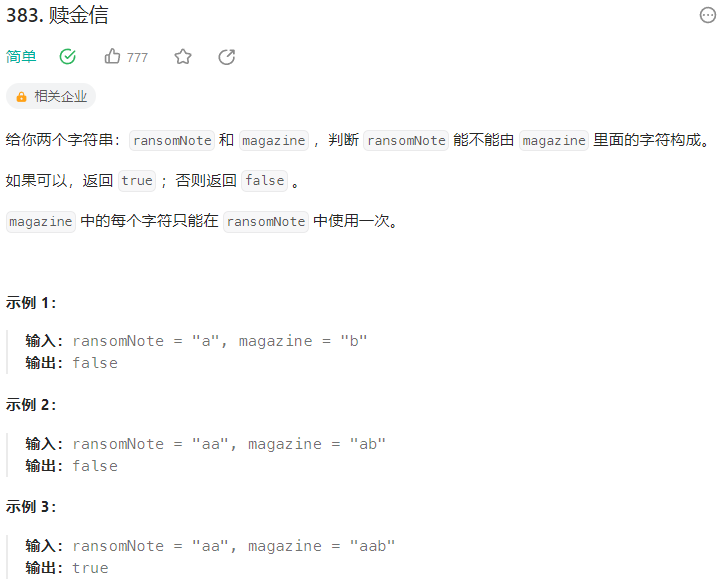 383. 赎金信
简单 777
相关企业
给你两个字符串：ransomNote 和 magazine ，判断 ransomNote 能不能由 magazine 里面的字符构成。
如果可以，返回 true ；否则返回 false 。
magazine 中的每个字符只能在 ransomNote 中使用一次。
示例 1：
输入：ransomNote = "a", magazine = "b"
输出：false
示例 2：
输入：ransomNote = "aa", magazine = "ab"
输出：false
示例 3：
输入：ransomNote = "aa", magazine = "aab"
输出：true